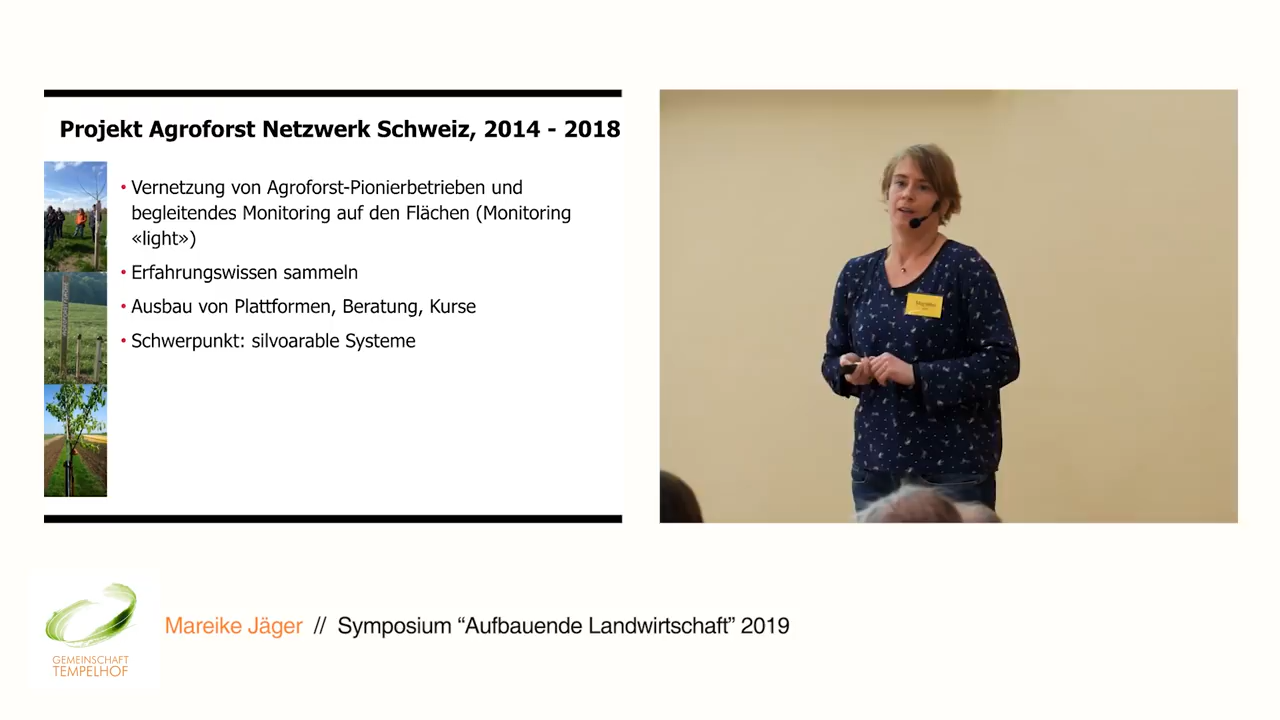 Projekt Agroforst Netzwerk Schweiz, 2014 - 2018
• Vernetzung von Agroforst-Pionierbetrieben und
begleitendes Monitoring auf den Flächen (Monitoring
«light»)
• Erfahrungswissen sammeln
• Ausbau von Plattformen, Beratung, Kurse
• Schwerpunkt: silvoarable Systeme
GEMEINSCHAFT
TEMPELHOF
Mareike Jäger // Symposium “Aufbauende Landwirtschaft” 2019